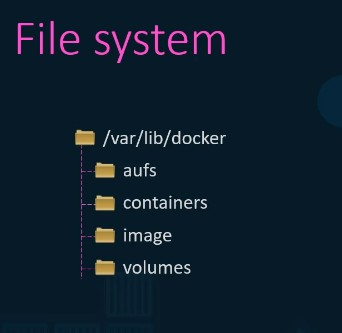 File system
/var/lib/docker
aufs
containers
image
volumes